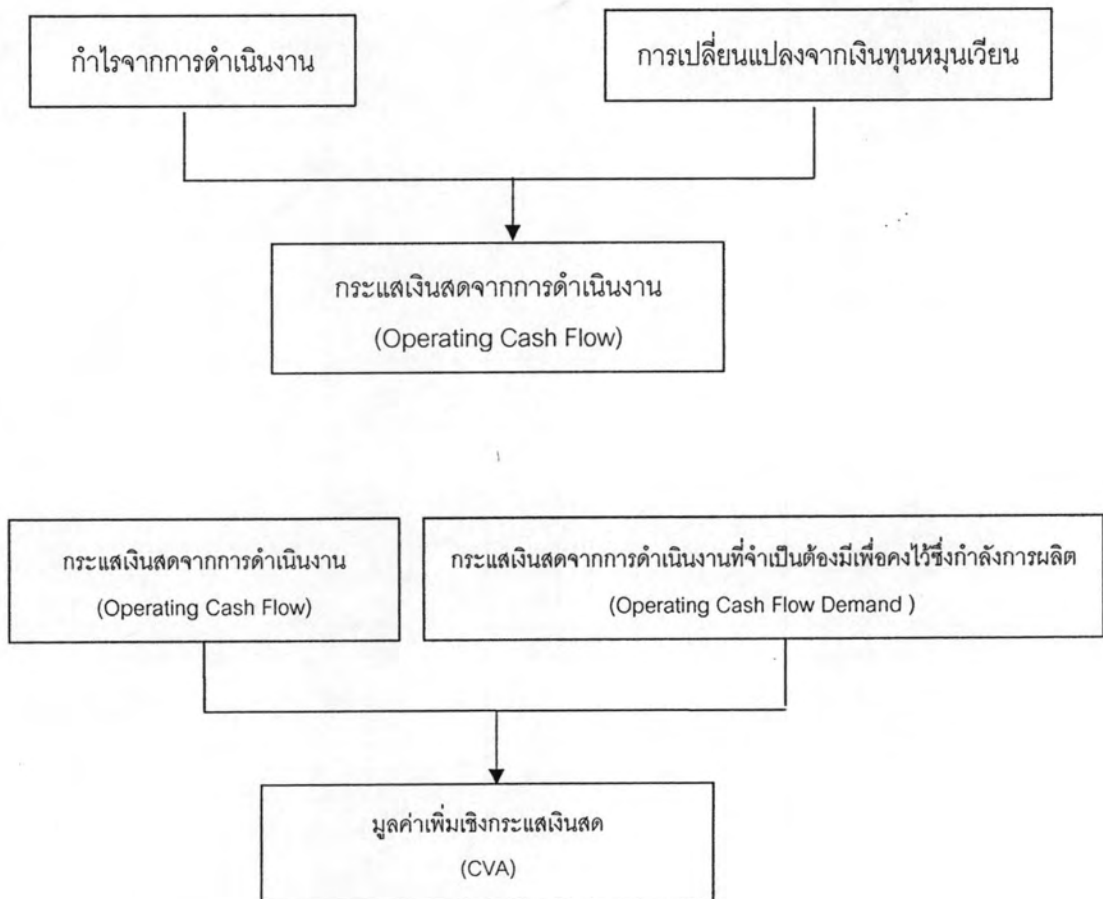 กำไรจากการดำเนินงาน
การเปลี่ยนแปลงจากเงินทุนหมุนเวียน
กระแสเงินสดจากการดำเนินงาน
(Operating Cash Flow)
กระแสเงินสดจากการดำเนินงาน
(Operating Cash Flow)
กระแสเงินสดจากการดำเนินงานที่จำเป็นต้องมีเพื่อคงไว้ซึ่งกำลังการผลิต
(Operating Cash Flow Demand )
มูลค่าเพิ่มเชิงกระแสเงินสด
(CVA)